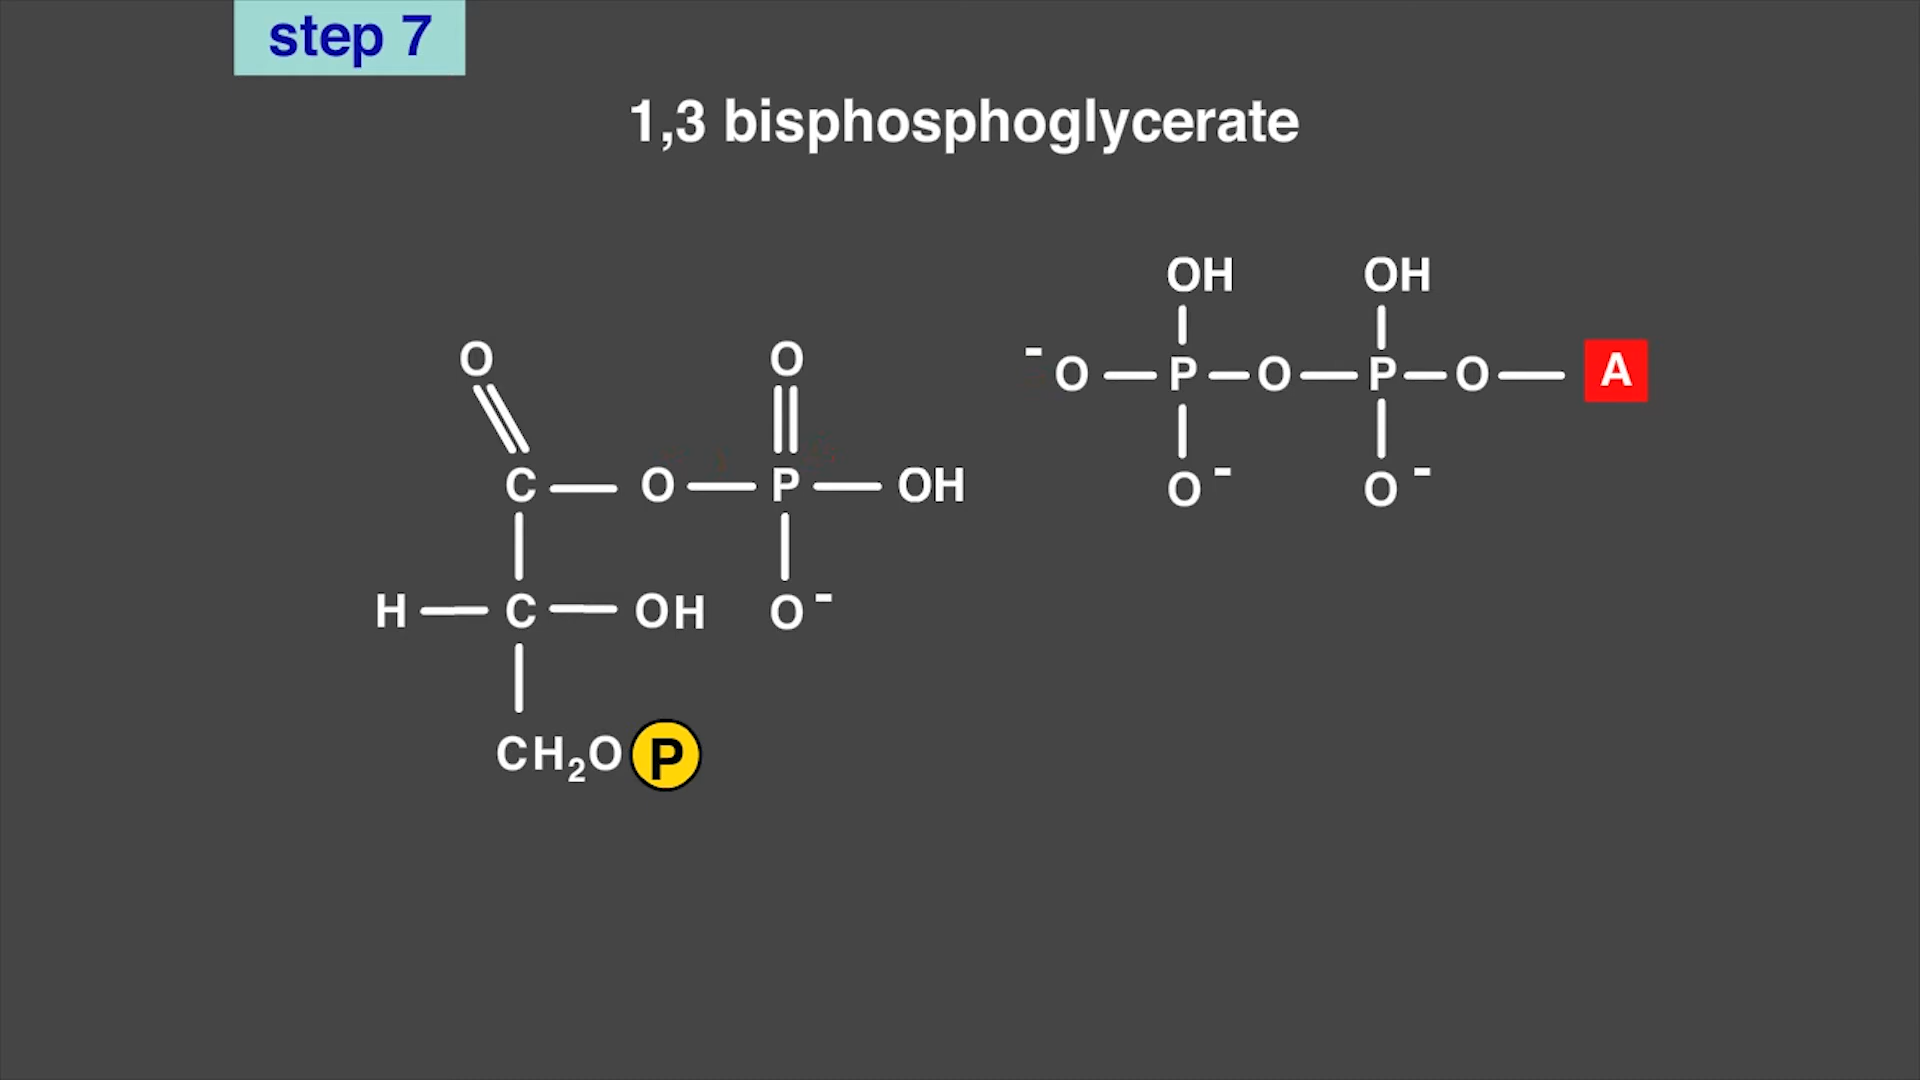 step 7
1,3 bisphosphoglycerate
OH OH
-O P O P O A
O- O-
O O
C O P OH
H C OH O-
CH₂O P